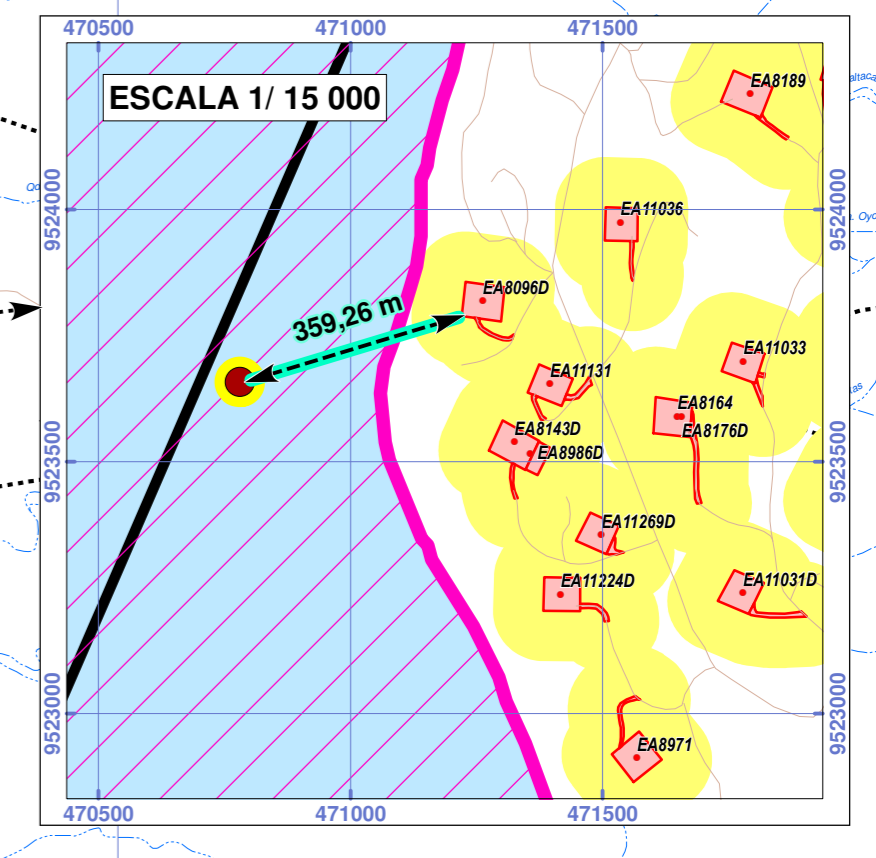 470500
471000
471500
ESCALA 1/ 15 000
EA8189
9524000
9524000
EA11036
EA8096D
359,26 m
EA11033
EA11131
EA8164
EA8143D
EA8176D
EA8986D
9523500
9523500
EA11269D
EA11224D
EA11031D
9523000
9523000
EA8971
470500
471000
471500